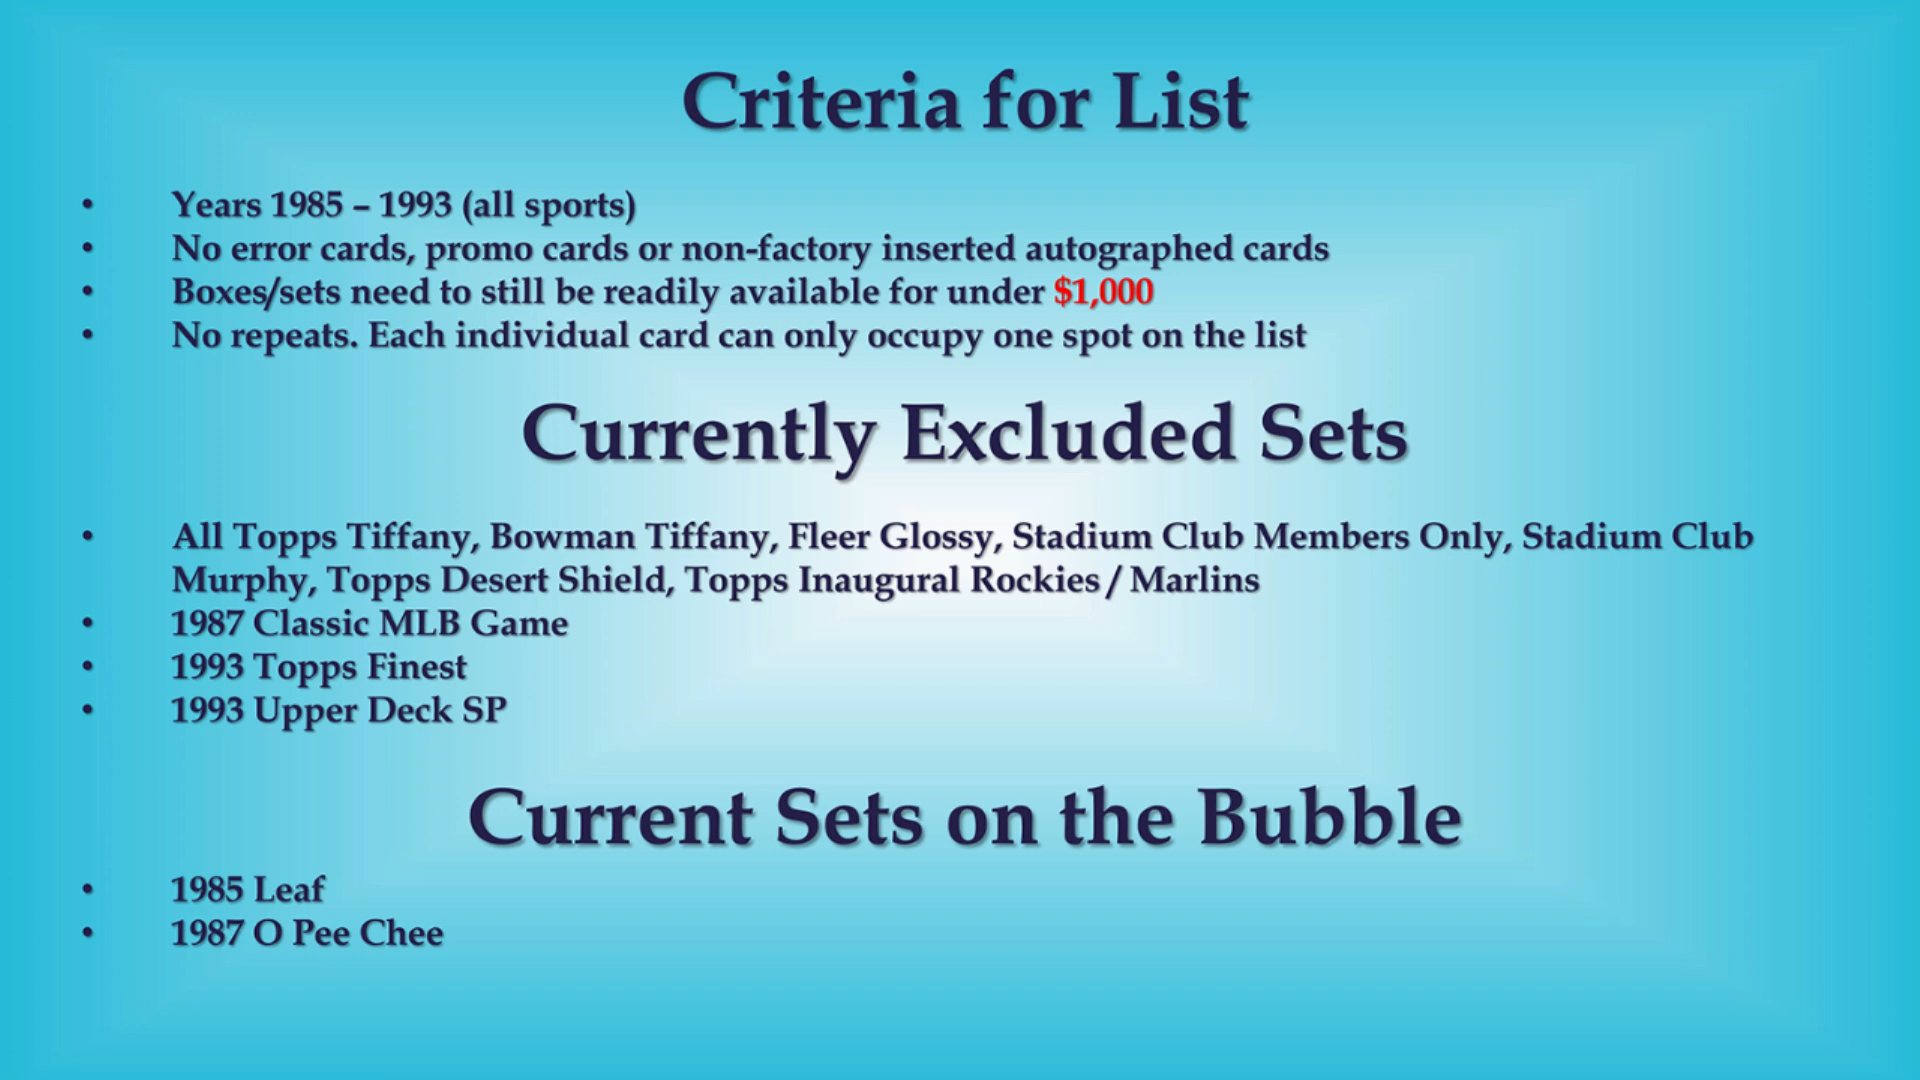 Criteria for List
• Years 1985 – 1993 (all sports)
• No error cards, promo cards or non-factory inserted autographed cards
• Boxes/sets need to still be readily available for under $1,000
• No repeats. Each individual card can only occupy one spot on the list
Currently Excluded Sets
• All Topps Tiffany, Bowman Tiffany, Fleer Glossy, Stadium Club Members Only, Stadium Club
Murphy, Topps Desert Shield, Topps Inaugural Rockies / Marlins
• 1987 Classic MLB Game
• 1993 Topps Finest
• 1993 Upper Deck SP
Current Sets on the Bubble
• 1985 Leaf
• 1987 O Pee Chee